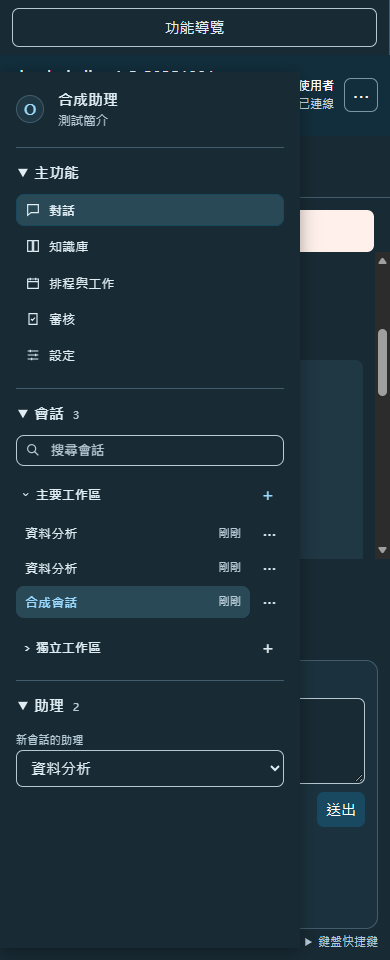 功能導覽
使用者
已連線
...
O
合成助理
測試簡介
▼ 主功能
對話
知識庫
排程與工作
審核
設定
▼ 會話 3
搜尋會話
主要工作區 +
資料分析 剛剛 ...
資料分析 剛剛 ...
合成會話 剛剛 ...
獨立工作區 +
▼ 助理 2
新會話的助理
資料分析
送出
▶ 鍵盤快捷鍵